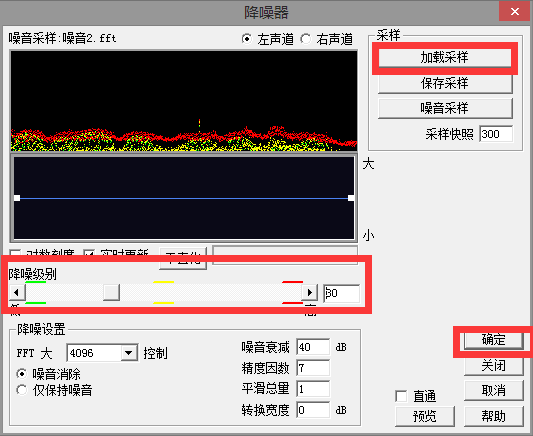 降噪器
噪音采样:噪音2.fft
左声道 右声道
采样
加载采样
保存采样
噪音采样
采样快照 300
大
小
对数刻度 实时更新 平直化
降噪级别
低 高
降噪设置
FFT 大 4096 控制
噪音消除
仅保持噪音
噪音衰减 40 dB
精度因数 7
平滑总量 1
转换宽度 0 dB
直通
预览
确定
关闭
取消
帮助